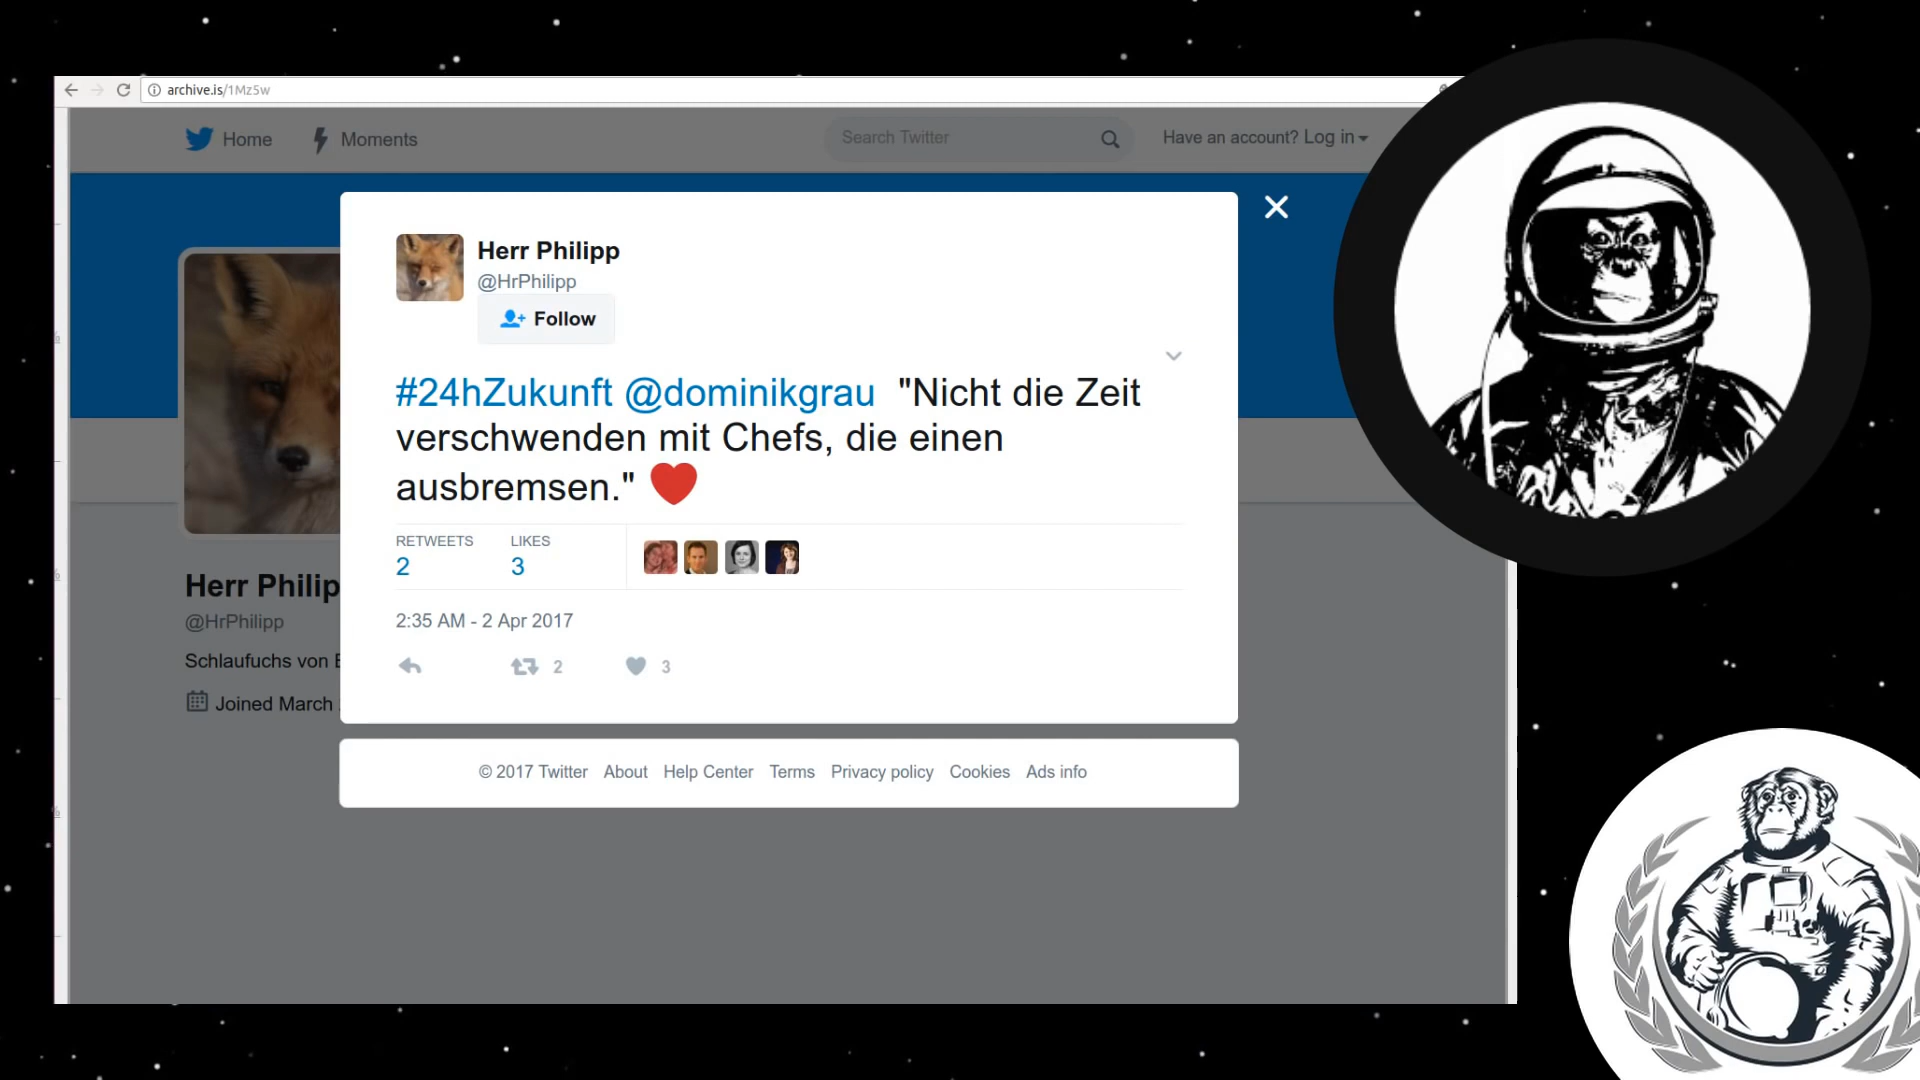 archive.is/1Mz5w
Home
Moments
Search Twitter
Have an account? Log in
Herr Philipp
@HrPhilipp
Follow
#24hZukunft @dominikgrau "Nicht die Zeit
verschwenden mit Chefs, die einen
ausbremsen." ❤
RETWEETS
2
LIKES
3
2:35 AM - 2 Apr 2017
2
3
Herr Philip
@HrPhilipp
Schlaufuchs von
Joined March
© 2017 Twitter About Help Center Terms Privacy policy Cookies Ads info